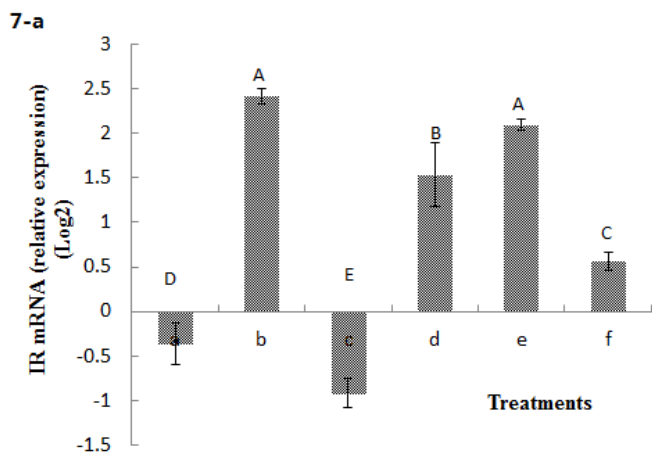 7-a
IR mRNA (relative expression)
(Log2)
3
2.5
2
1.5
1
0.5
0
-0.5
-1
-1.5
D
A
E
B
A
C
a
b
c
d
e
f
Treatments